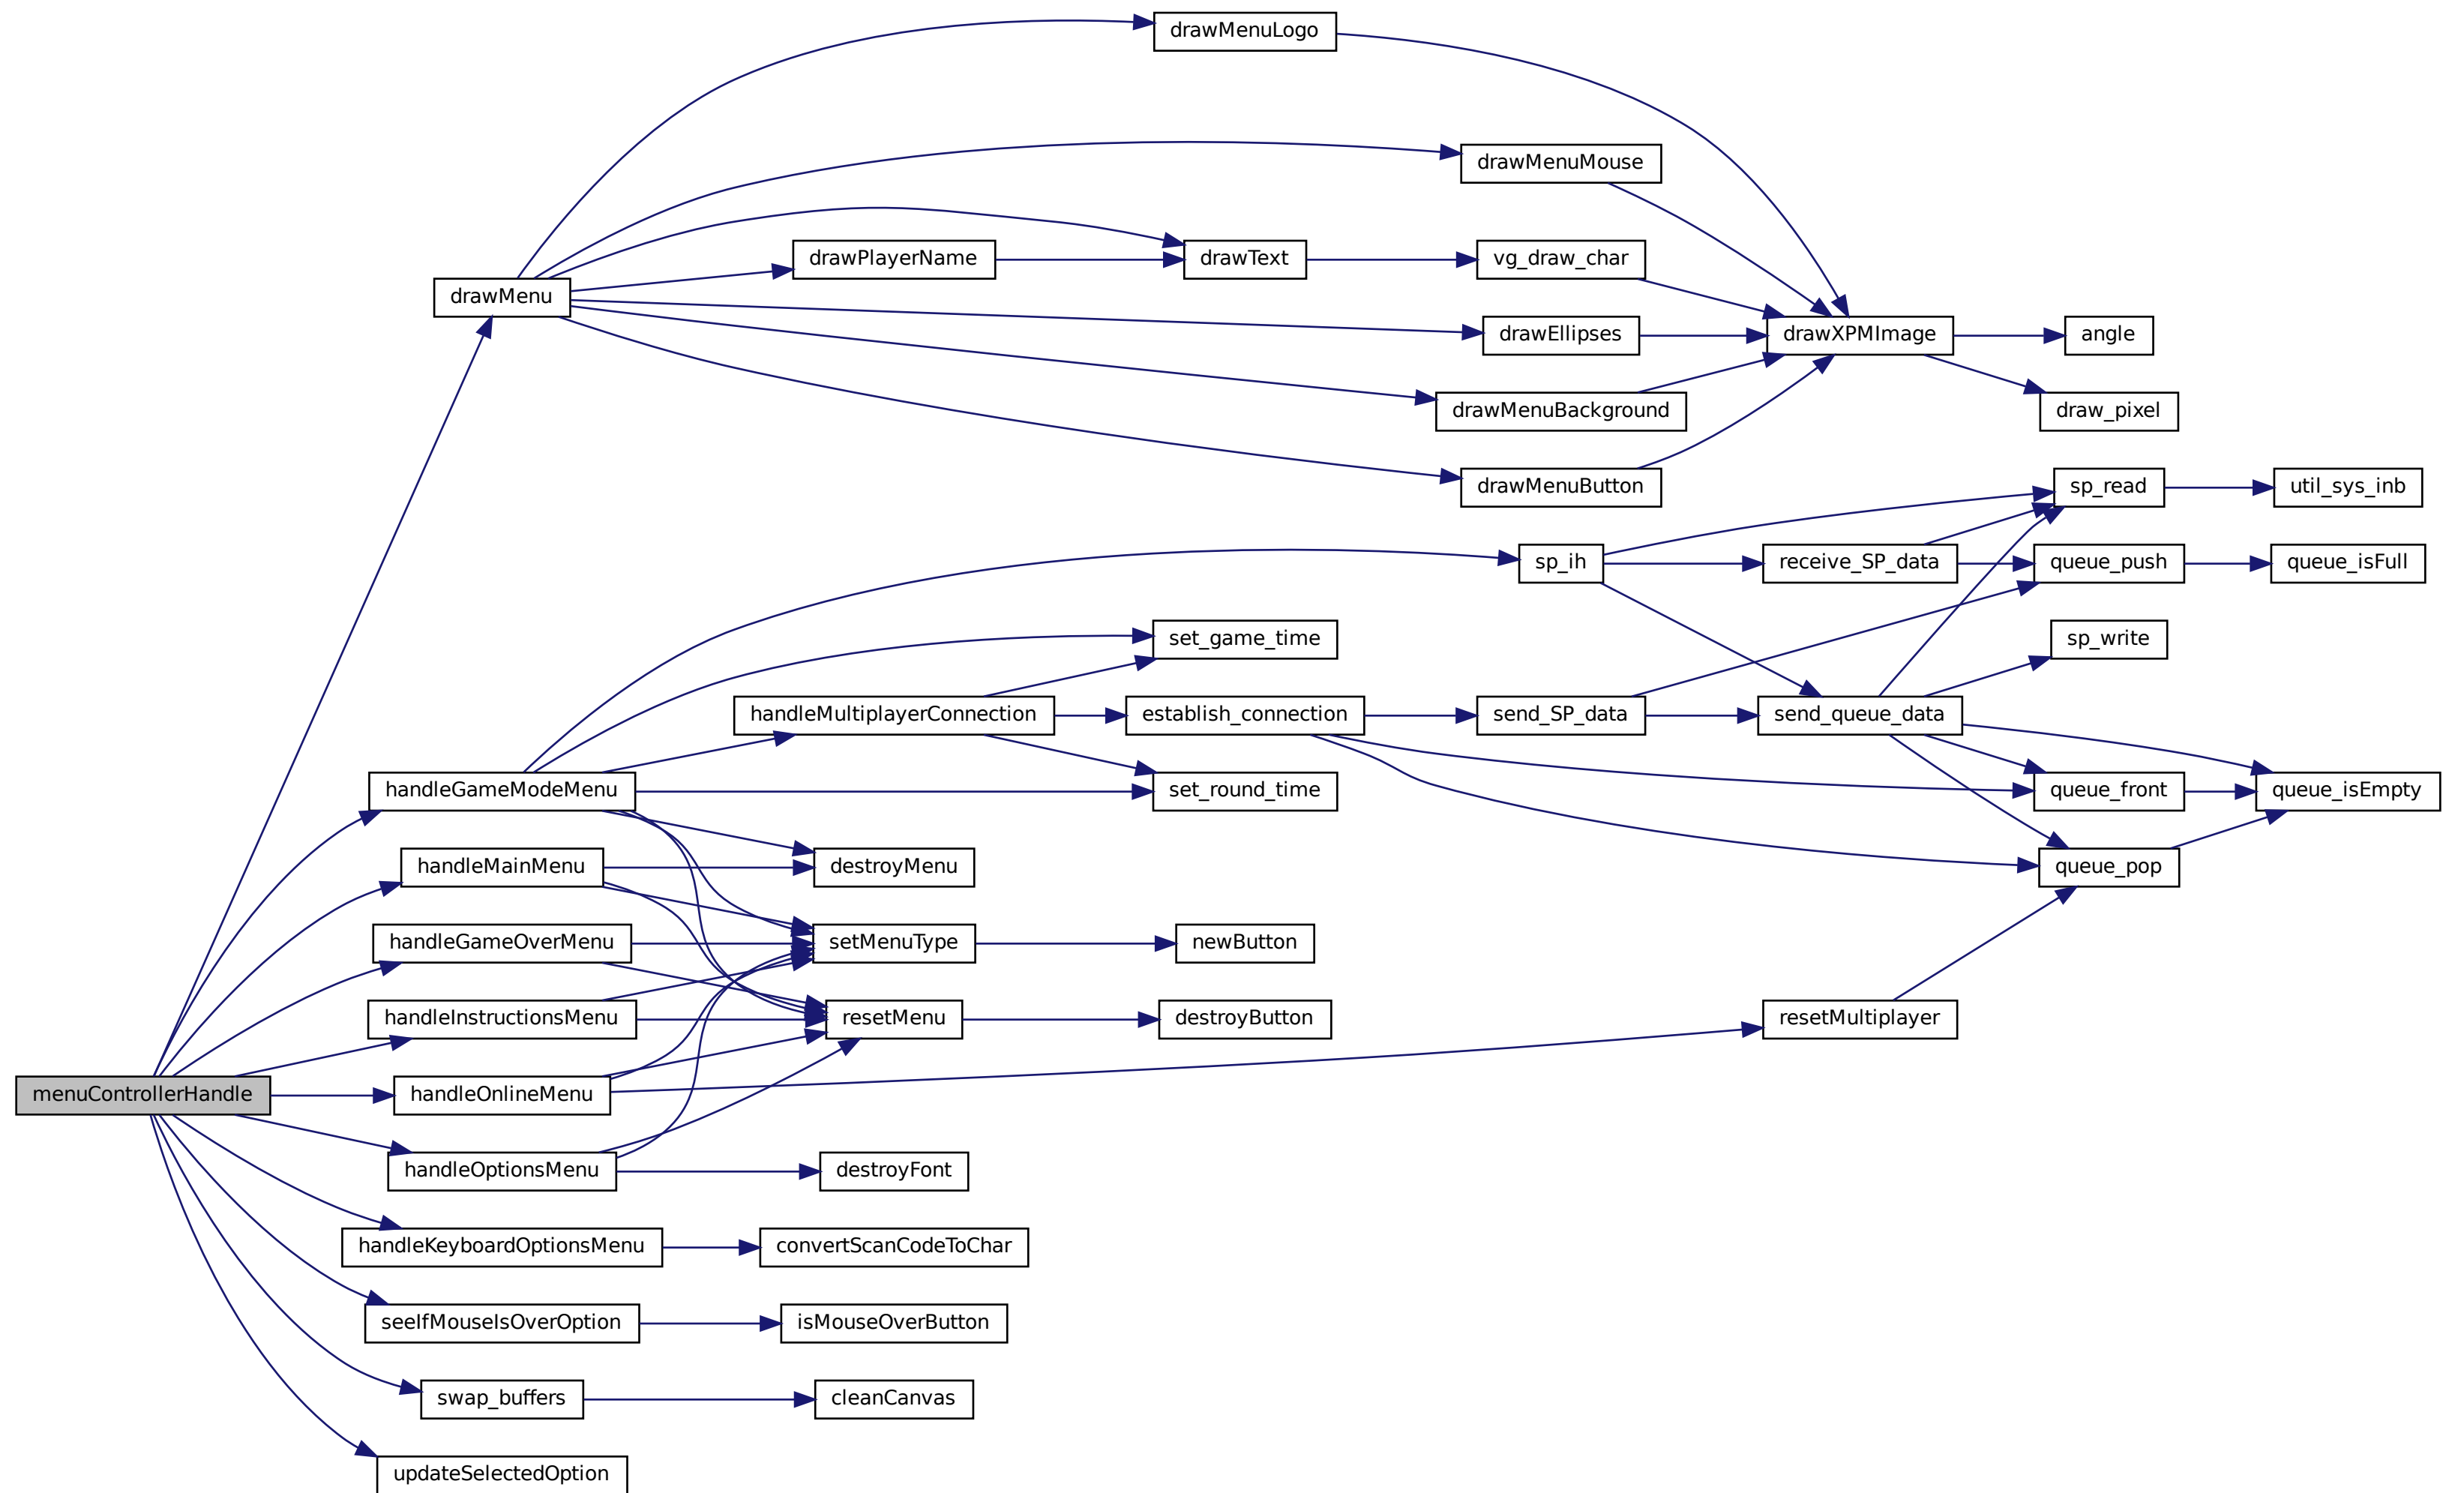 drawMenuLogo
drawMenuMouse
drawPlayerName
drawText
vg_draw_char
drawMenu
drawEllipses
drawXPMImage
angle
drawMenuBackground
draw_pixel
drawMenuButton
sp_read
util_sys_inb
sp_ih
receive_SP_data
queue_push
queue_isFull
set_game_time
sp_write
handleMultiplayerConnection
establish_connection
send_SP_data
send_queue_data
handleGameModeMenu
set_round_time
queue_front
queue_isEmpty
handleMainMenu
destroyMenu
queue_pop
handleGameOverMenu
setMenuType
newButton
handleInstructionsMenu
resetMenu
destroyButton
resetMultiplayer
menuControllerHandle
handleOnlineMenu
handleOptionsMenu
destroyFont
handleKeyboardOptionsMenu
convertScanCodeToChar
seeIfMouseIsOverOption
isMouseOverButton
swap_buffers
cleanCanvas
updateSelectedOption